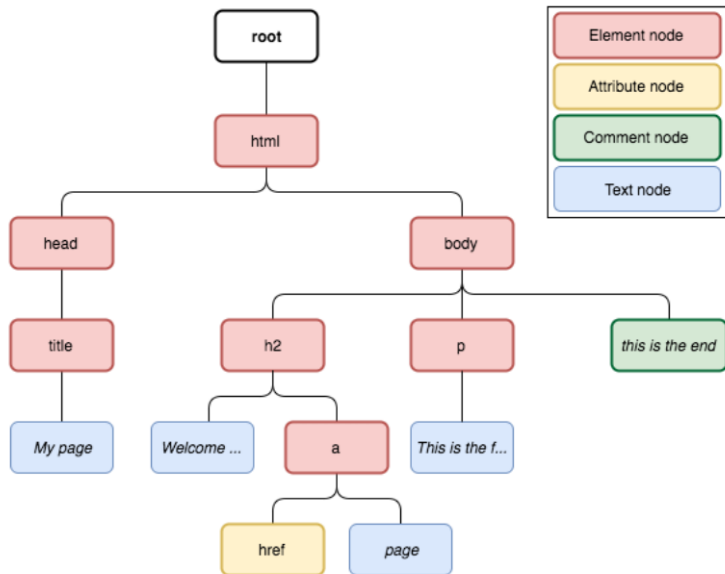 root
Element node
Attribute node
html
Comment node
Text node
head
body
title
h2
p
this is the end
My page
Welcome ...
a
This is the f...
href
page